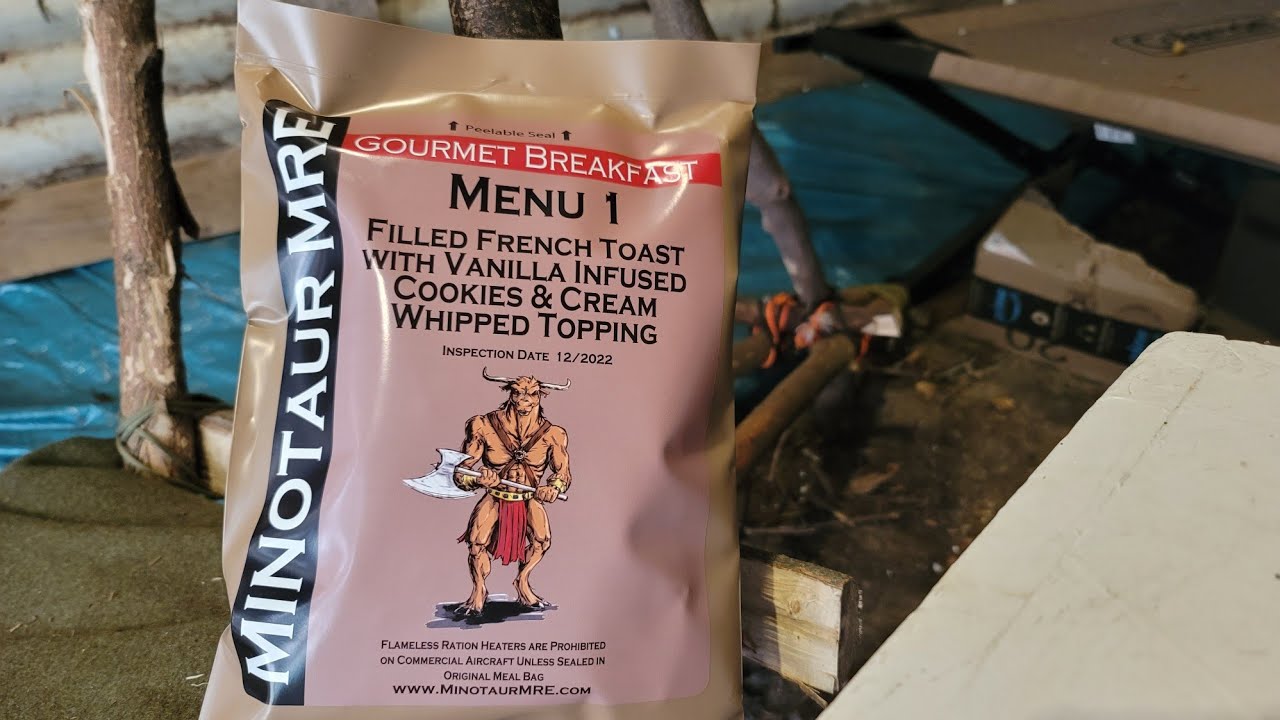 Peelable Seal
GOURMET BREAKFAST
MENU 1
FILLED FRENCH TOAST
WITH VANILLA INFUSED
COOKIES & CREAM
WHIPPED TOPPING
INSPECTION DATE 12/2022
MINOTAUR MRE
FLAMELESS RATION HEATERS ARE PROHIBITED
ON COMMERCIAL AIRCRAFT UNLESS SEALED IN
ORIGINAL MEAL BAG
WWW.MINOTAURMRE.COM